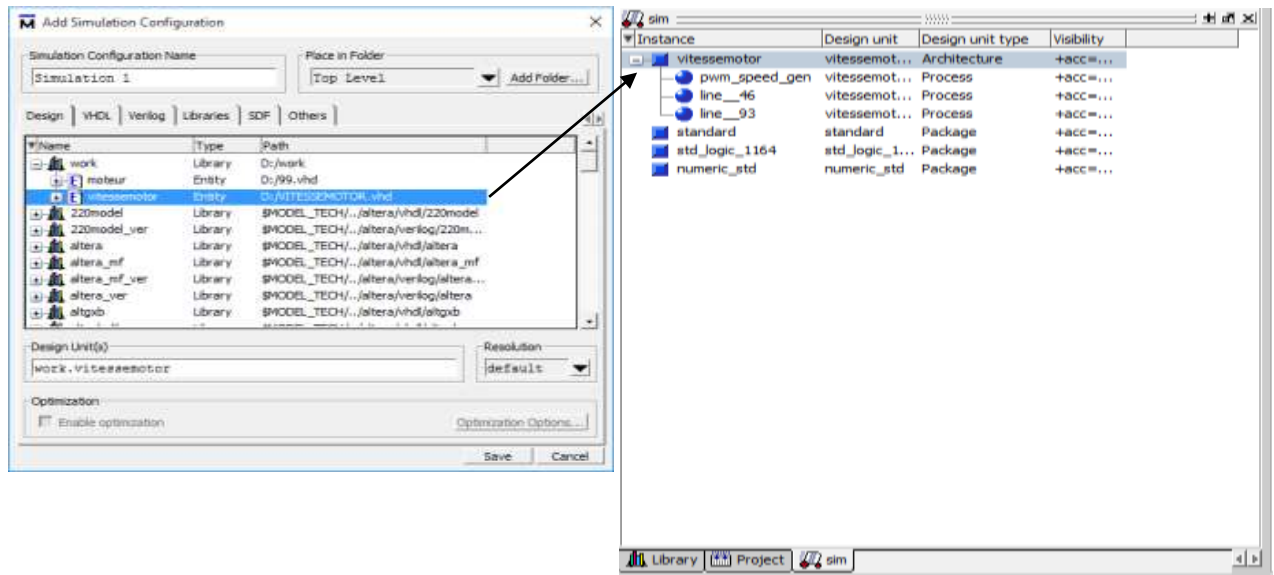 Add Simulation Configuration
Simulation Configuration Name
Place in Folder
Simulation 1
Top Level
Add Folder...
Design VHDL Verilog Libraries SDF Others
Name Type Path
work Library D:/work
moteur Entity D:/99.vhd
vitessemotor Entity D:/VITESSEMOTOR.vhd
220model Library $MODEL_TECH/../altera/vhdl/220model
220model_ver Library $MODEL_TECH/../altera/verilog/220m...
altera Library $MODEL_TECH/../altera/vhdl/altera
altera_mf Library $MODEL_TECH/../altera/vhdl/altera_mf
altera_mf_ver Library $MODEL_TECH/../altera/verilog/altera...
altera_ver Library $MODEL_TECH/../altera/verilog/altera
altgxb Library $MODEL_TECH/../altera/vhdl/altgxb
Design Unit(s)
Resolution
work.vitessemotor
default
Optimization
Enable optimization
Optimization Options...
Save Cancel
sim
Instance Design unit Design unit type Visibility
vitessemotor vitessemot... Architecture +acc=...
pwm_speed_gen vitessemot... Process +acc=...
line__46 vitessemot... Process +acc=...
line__93 vitessemot... Process +acc=...
standard standard Package +acc=...
std_logic_1164 std_logic_1... Package +acc=...
numeric_std numeric_std Package +acc=...
Library Project sim